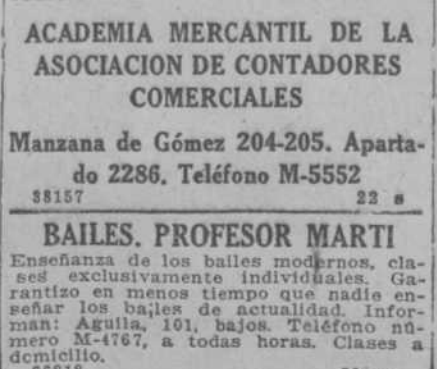 ACADEMIA MERCANTIL DE LA
ASOCIACION DE CONTADORES
COMERCIALES
Manzana de Gómez 204-205. Aparta-
do 2286. Teléfono M-5552
38157 22 s
BAILES. PROFESOR MARTI
Enseñanza de los bailes modernos, cla-
ses exclusivamente individuales. Ga-
rantizo en menos tiempo que nadie en-
señar los bailes de actualidad. Infor-
man: Aguila, 101, bajos. Teléfono nú-
mero M-4767, a todas horas. Clases a
domicilio.